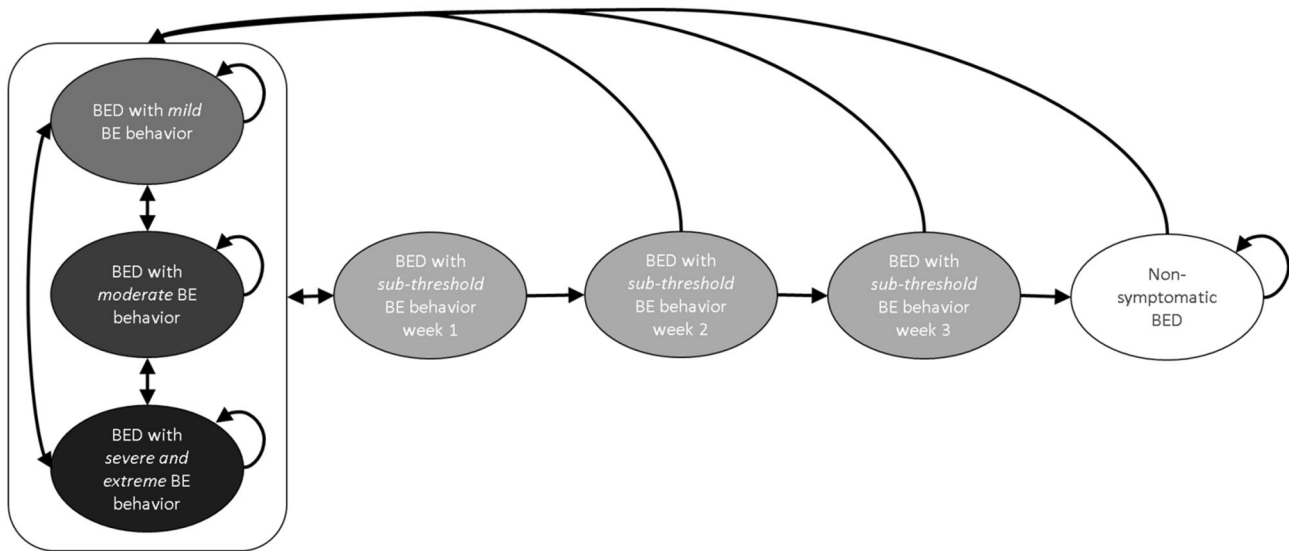 BED with mild
BE behavior
BED with
moderate BE
behavior
BED with
severe and
extreme BE
behavior
BED with
sub-threshold
BE behavior
week 1
BED with
sub-threshold
BE behavior
week 2
BED with
sub-threshold
BE behavior
week 3
Non-
symptomatic
BED